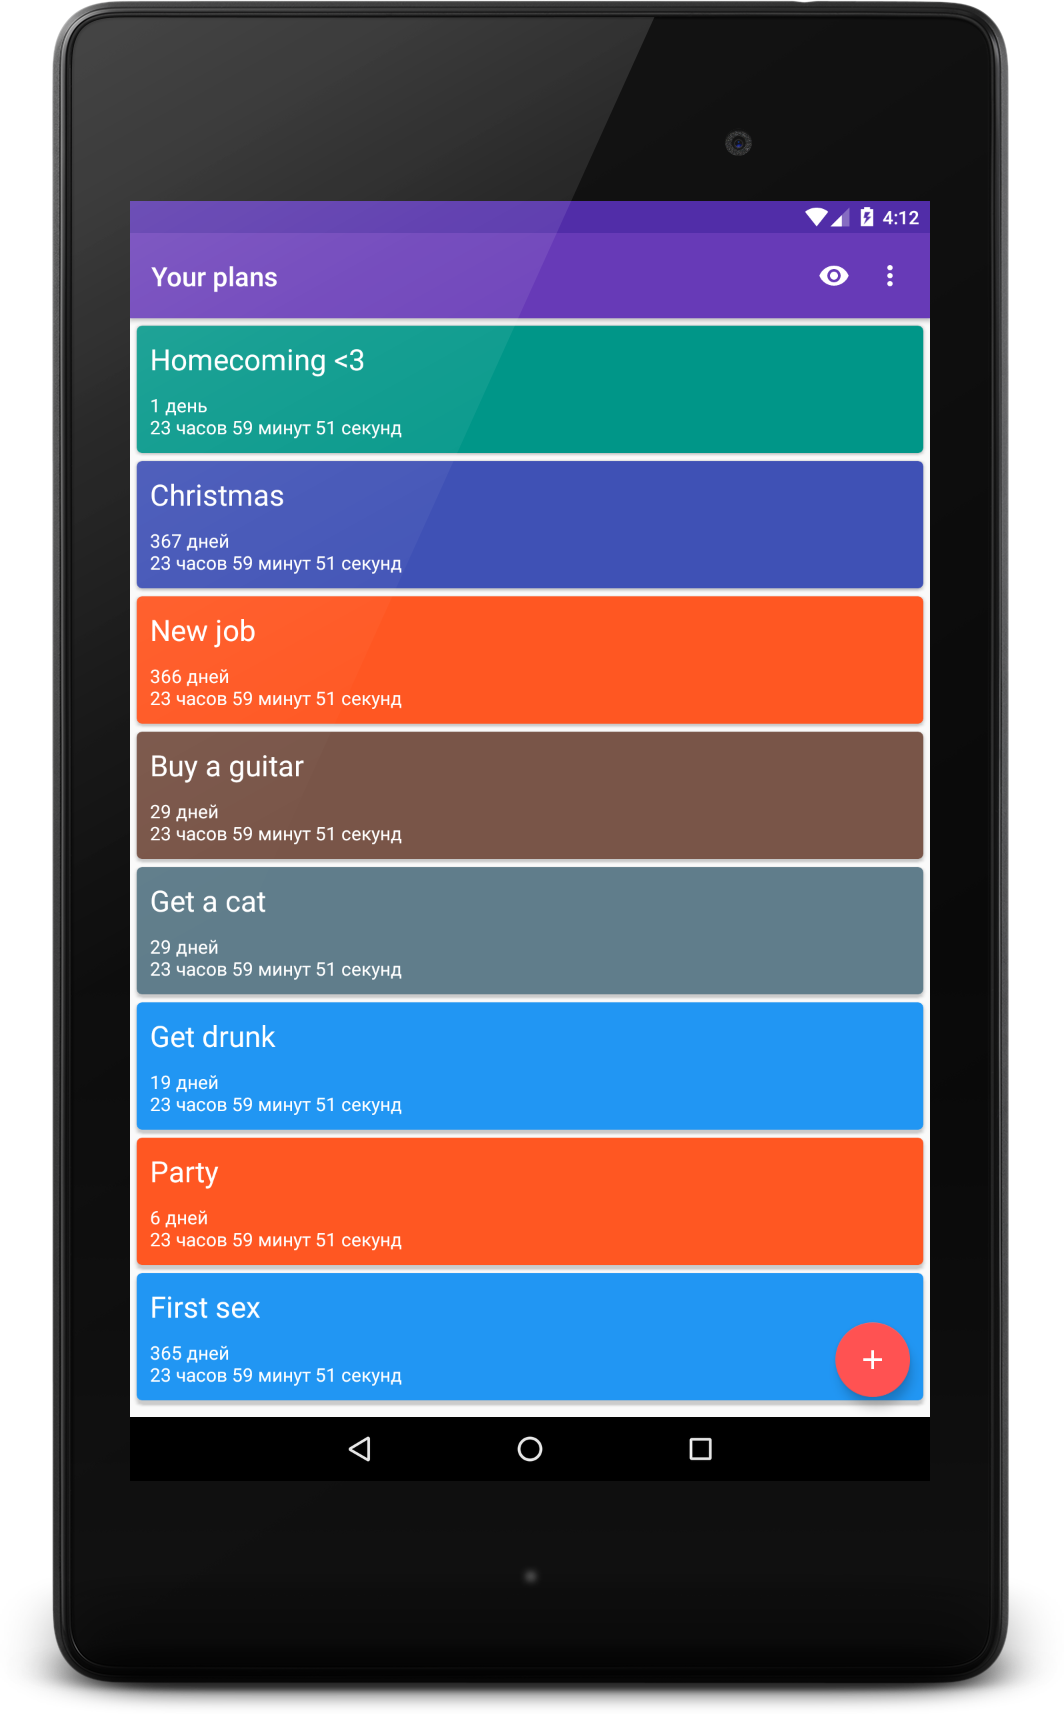 4:12
Your plans
Homecoming <3
1 день
23 часов 59 минут 51 секунд
Christmas
367 дней
23 часов 59 минут 51 секунд
New job
366 дней
23 часов 59 минут 51 секунд
Buy a guitar
29 дней
23 часов 59 минут 51 секунд
Get a cat
29 дней
23 часов 59 минут 51 секунд
Get drunk
19 дней
23 часов 59 минут 51 секунд
Party
6 дней
23 часов 59 минут 51 секунд
First sex
365 дней
23 часов 59 минут 51 секунд